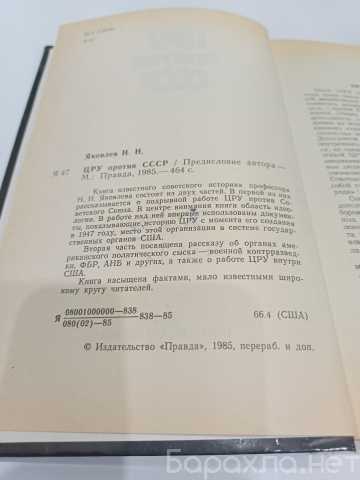 Яковлев Н. Н.
Я 47 ЦРУ против СССР / Предисловие автора.—
М.: Правда, 1985.— 464 с.
Книга известного советского историка профессора
Н. Н. Яковлева состоит из двух частей. В первой из них
рассказывается о подрывной работе ЦРУ против Со-
ветского Союза. В центре внимания книги область идео-
логии. В работе над ней впервые использованы докумен-
ты, показывающие историю ЦРУ с момента его создания
в 1947 году, место этой организации в системе государ-
ственных органов США.
Вторая часть посвящена рассказу об органах аме-
риканского политического сыска — военной контрразвед-
ки, ФБР, АНБ и других, а также о работе ЦРУ внутри
США.
Книга насыщена фактами, мало известными широ-
кому кругу читателей.
Я 08001000000—838
080(02)—85 838—85 66.4 (США)
© Издательство «Правда», 1985, перераб. и доп.
Барахла.нет